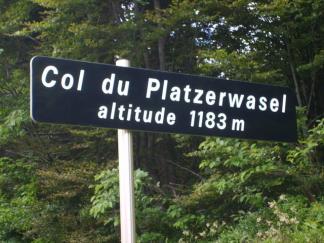 Col du Platzerwasel
altitude 1183 m